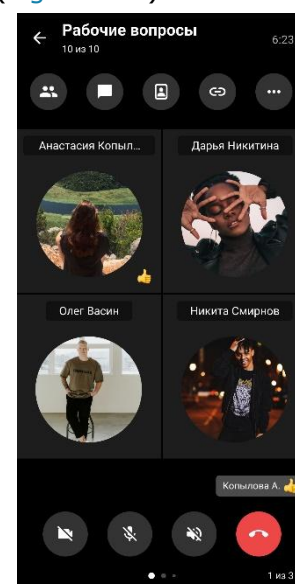 Рабочие вопросы
10 из 10
6:23
Анастасия Копыл...
Дарья Никитина
Олег Васин
Никита Смирнов
Копылова А. 👍
1 из 3